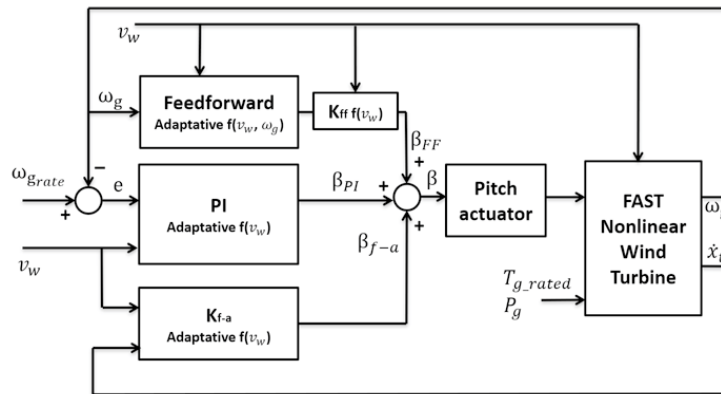 v_w
ω_g
Feedforward
Adaptative f(v_w, ω_g)
K_ff f(v_w)
β_FF
+
−
ω_g_rate
+
e
PI
Adaptative f(v_w)
β_PI
+
β
+
Pitch
actuator
FAST
Nonlinear
Wind
Turbine
v_w
β_f−a
K_f-a
Adaptative f(v_w)
T_g_rated
P_g